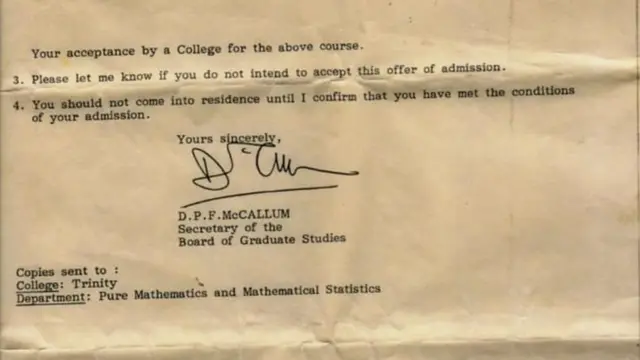 Your acceptance by a College for the above course.
3. Please let me know if you do not intend to accept this offer of admission.
4. You should not come into residence until I confirm that you have met the conditions
of your admission.
Yours sincerely,
D.P.F.McCALLUM
Secretary of the
Board of Graduate Studies
Copies sent to :
College: Trinity
Department: Pure Mathematics and Mathematical Statistics